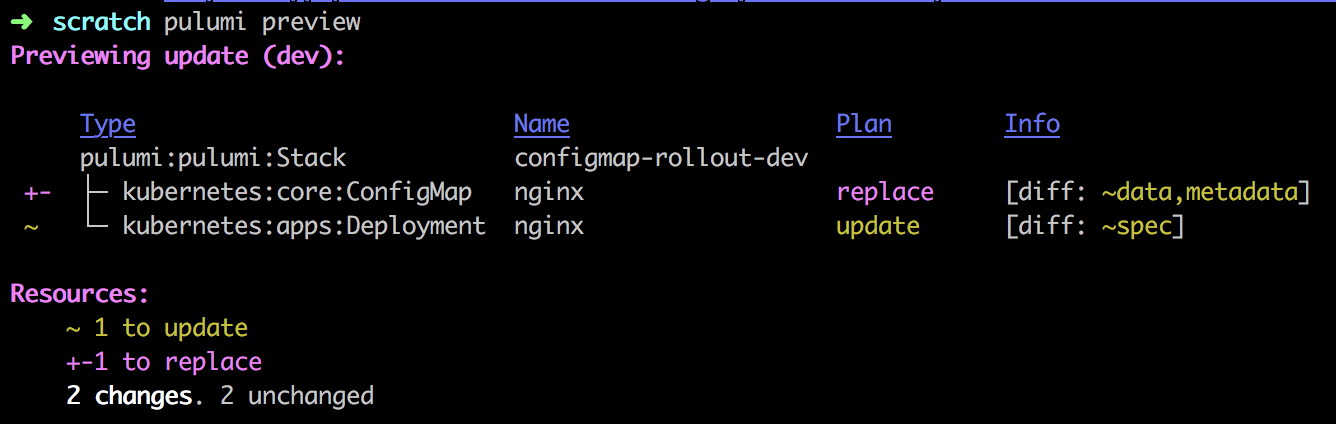 ➜ scratch pulumi preview
Previewing update (dev):
Type Name Plan Info
pulumi:pulumi:Stack configmap-rollout-dev
+- ├─ kubernetes:core:ConfigMap nginx replace [diff: ~data,metadata]
~ └─ kubernetes:apps:Deployment nginx update [diff: ~spec]
Resources:
~ 1 to update
+-1 to replace
2 changes. 2 unchanged